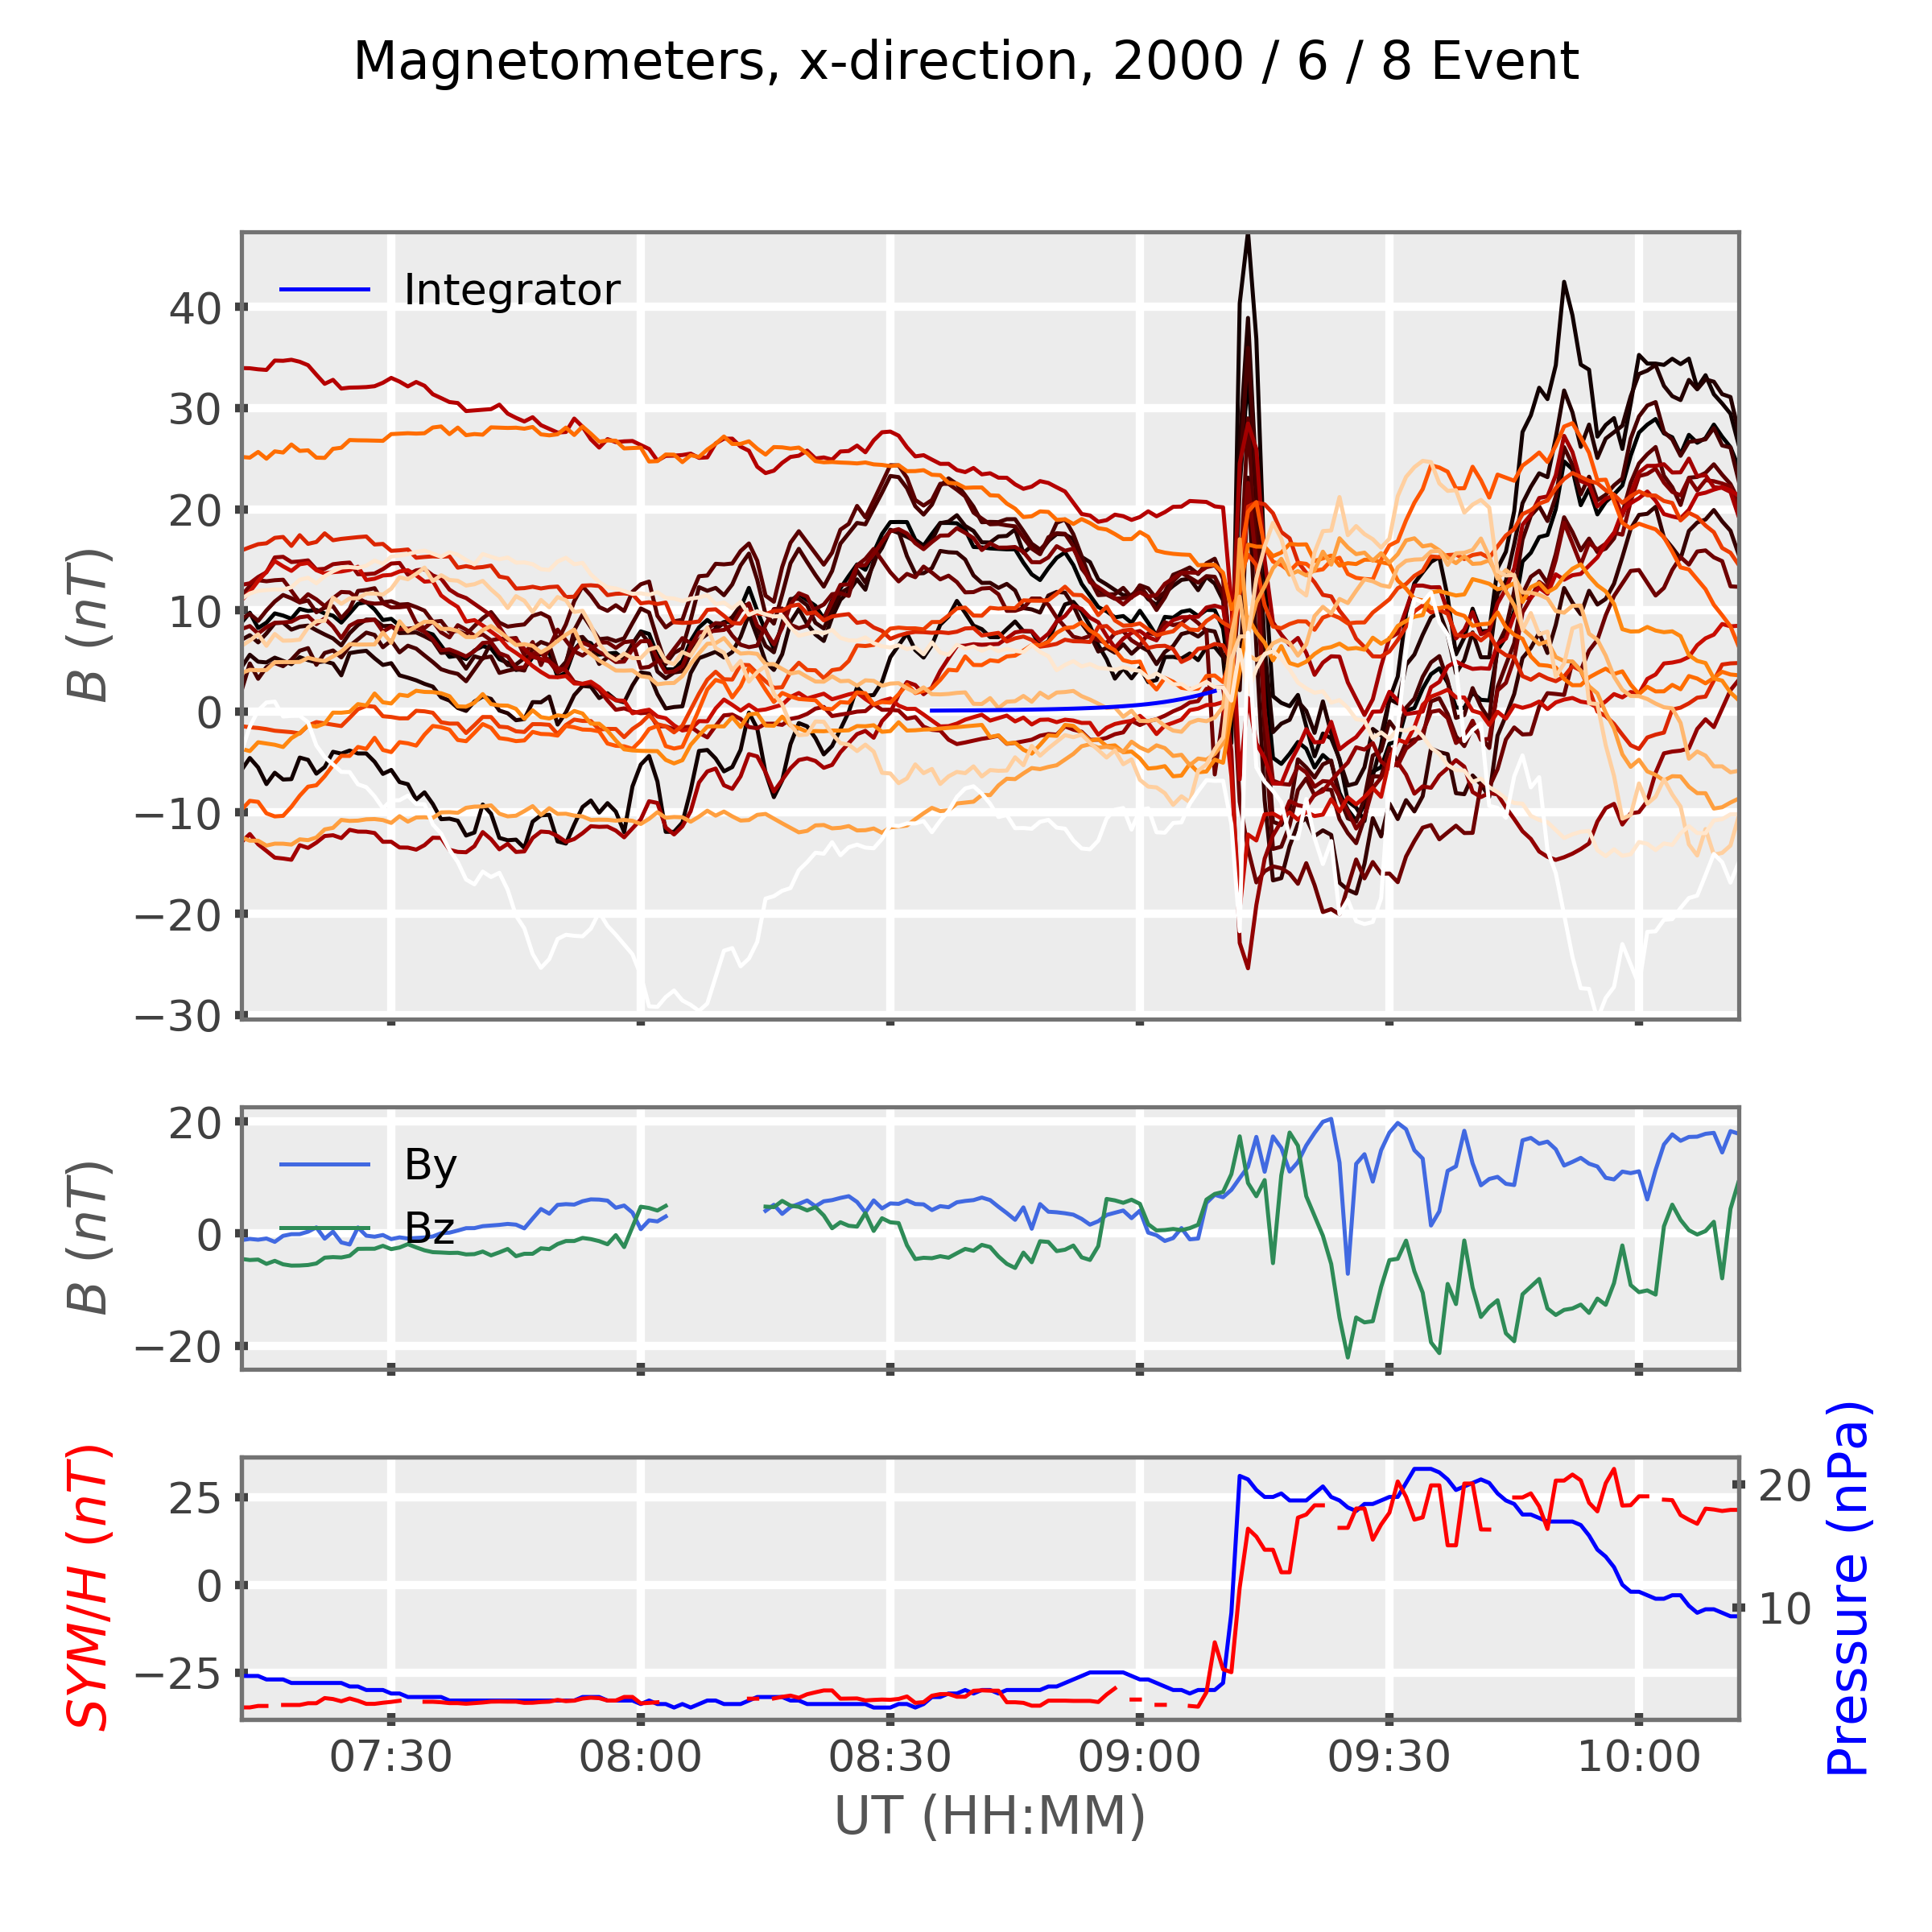 Magnetometers, x-direction, 2000 / 6 / 8 Event
B (nT)
40
30
20
10
0
−10
−20
−30
Integrator
B (nT)
20
0
−20
By
Bz
SYM/H (nT)
25
0
−25
20
10
Pressure (nPa)
07:30 08:00 08:30 09:00 09:30 10:00
UT (HH:MM)